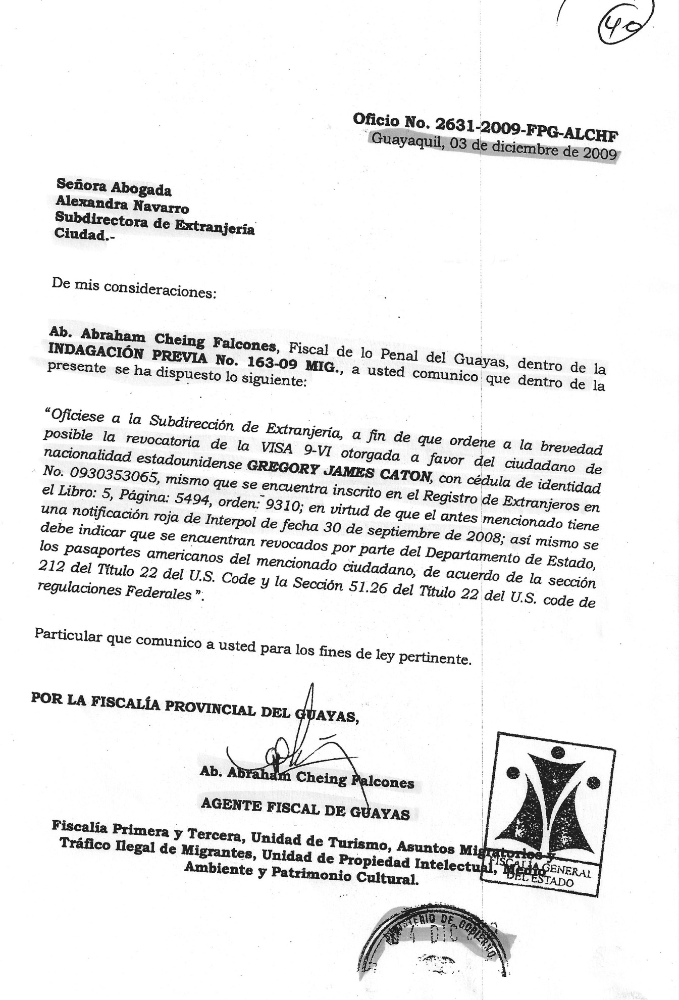 40
Oficio No. 2631-2009-FPG-ALCHF
Guayaquil, 03 de diciembre de 2009
Señora Abogada
Alexandra Navarro
Subdirectora de Extranjería
Ciudad.-
De mis consideraciones:
Ab. Abraham Cheing Falcones, Fiscal de lo Penal del Guayas, dentro de la
INDAGACIÓN PREVIA No. 163-09 MIG., a usted comunico que dentro de la
presente se ha dispuesto lo siguiente:
“Ofíciese a la Subdirección de Extranjería, a fin de que ordene a la brevedad
posible la revocatoria de la VISA 9-VI otorgada a favor del ciudadano de
nacionalidad estadounidense GREGORY JAMES CATON, con cédula de identidad
No. 0930353065, mismo que se encuentra inscrito en el Registro de Extranjeros en
el Libro: 5, Página: 5494, orden: 9310; en virtud de que el antes mencionado tiene
una notificación roja de Interpol de fecha 30 de septiembre de 2008; así mismo se
debe indicar que se encuentran revocados por parte del Departamento de Estado,
los pasaportes americanos del mencionado ciudadano, de acuerdo de la sección
212 del Título 22 del U.S. Code y la Sección 51.26 del Título 22 del U.S. code de
regulaciones Federales ”.
Particular que comunico a usted para los fines de ley pertinente.
POR LA FISCALÍA PROVINCIAL DEL GUAYAS,
Ab. Abraham Cheing Falcones
AGENTE FISCAL DE GUAYAS
Fiscalía Primera y Tercera, Unidad de Turismo, Asuntos Migratorios y
Tráfico Ilegal de Migrantes, Unidad de Propiedad Intelectual, Medio
Ambiente y Patrimonio Cultural.
FISCALÍA GENERAL
DEL ESTADO
MINISTERIO DE GOBIERNO
4 DIC